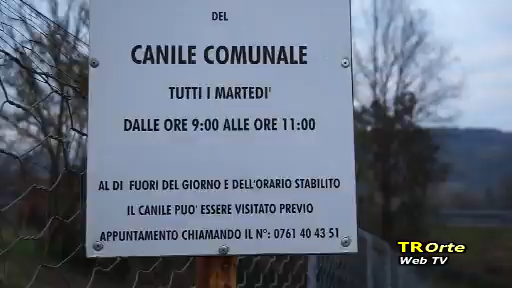 DEL
CANILE COMUNALE
TUTTI I MARTEDI'
DALLE ORE 9:00 ALLE ORE 11:00
AL DI FUORI DEL GIORNO E DELL'ORARIO STABILITO
IL CANILE PUO' ESSERE VISITATO PREVIO
APPUNTAMENTO CHIAMANDO IL N°: 0761 40 43 51
TROrte
Web TV